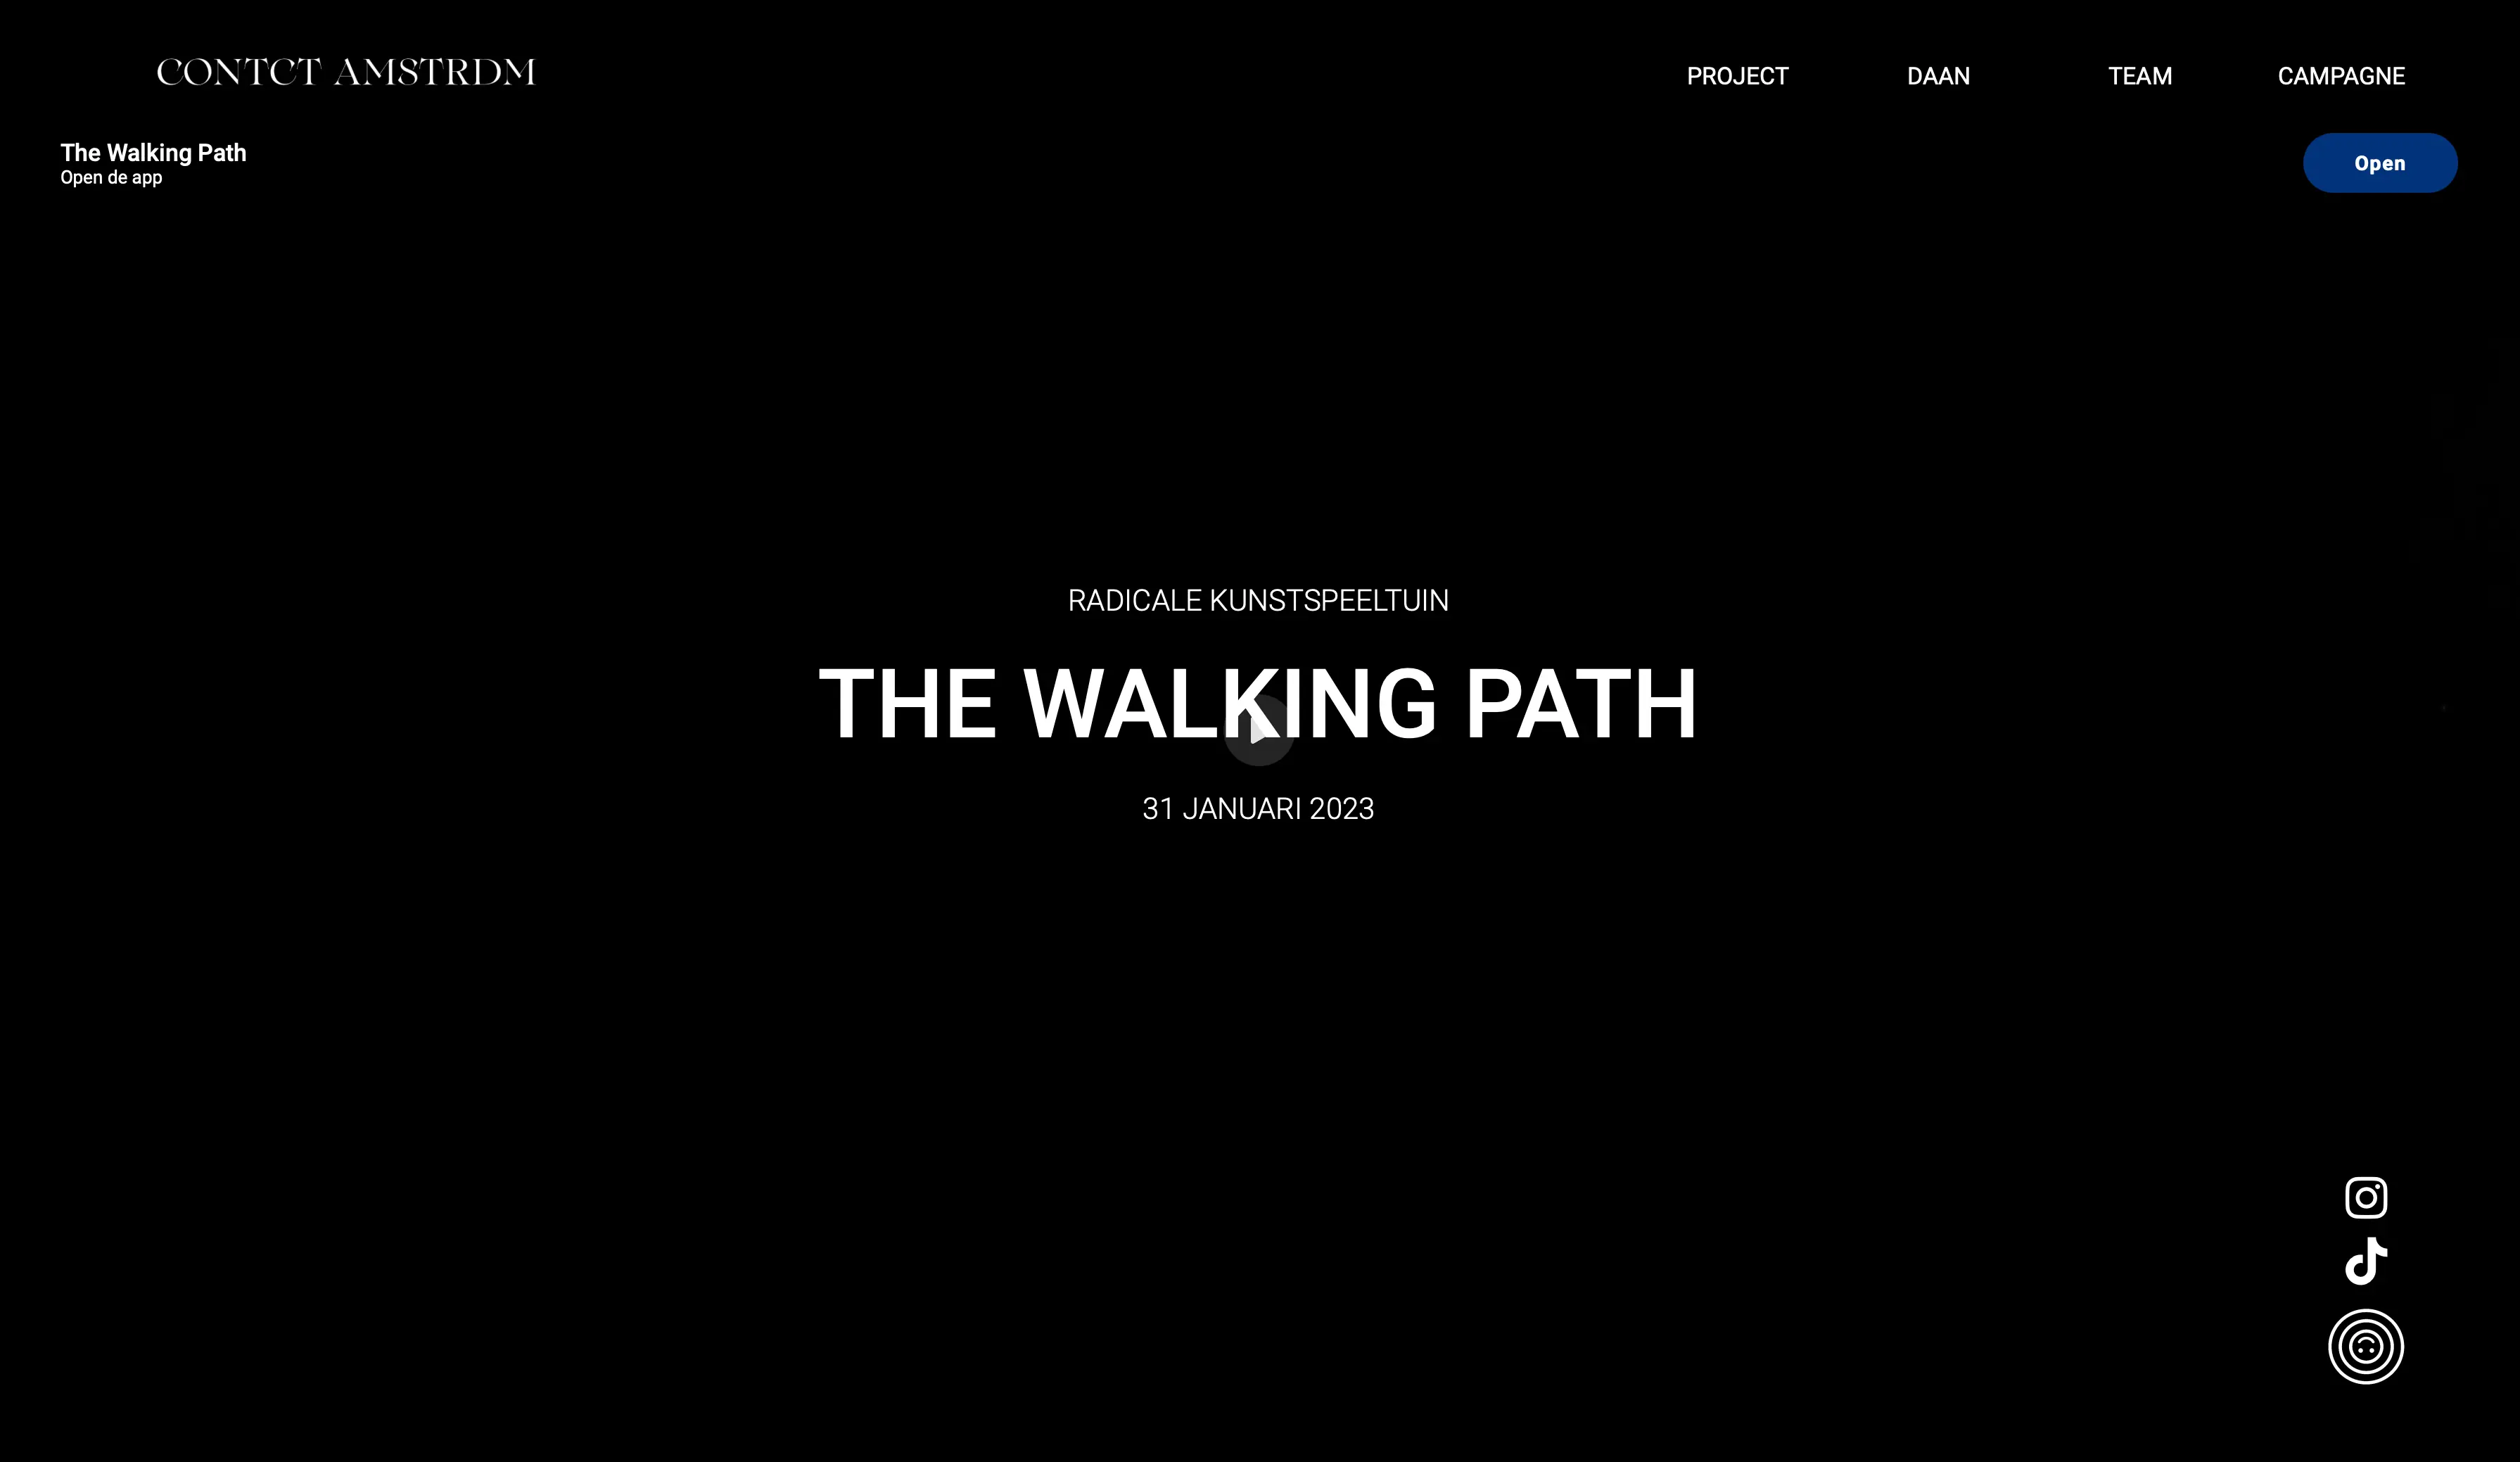 CONTCT AMSTRDM
PROJECT DAAN TEAM CAMPAGNE
The Walking Path
Open de app
Open
RADICALE KUNSTSPEELTUIN
THE WALKING PATH
31 JANUARI 2023